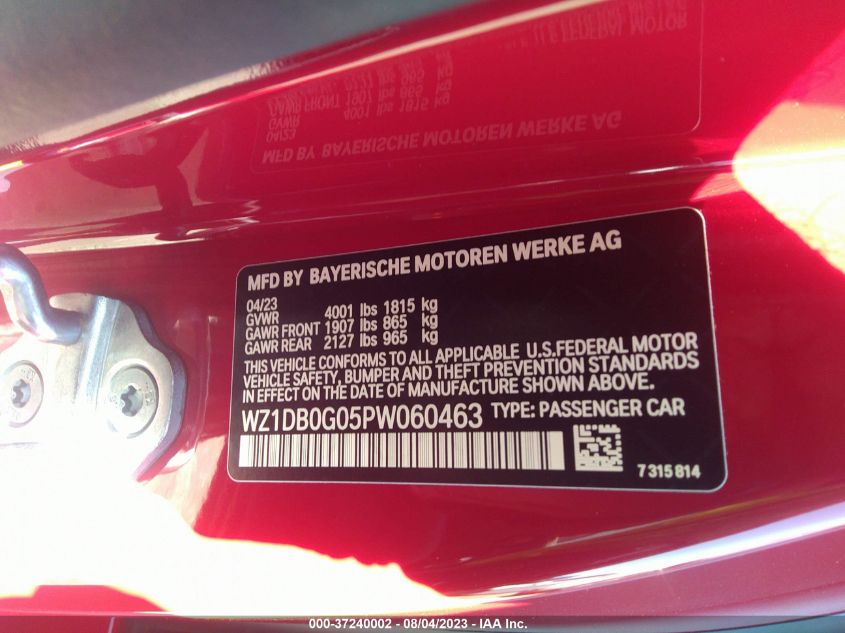 MFD BY BAYERISCHE MOTOREN WERKE AG
04/23
GVWR 4001 lbs 1815 kg
GAWR FRONT 1907 lbs 865 kg
GAWR REAR 2127 lbs 965 kg
THIS VEHICLE CONFORMS TO ALL APPLICABLE U.S.FEDERAL MOTOR
VEHICLE SAFETY, BUMPER AND THEFT PREVENTION STANDARDS
IN EFFECT ON THE DATE OF MANUFACTURE SHOWN ABOVE.
WZ1DB0G05PW060463 TYPE: PASSENGER CAR
7315814
000-37240002 - 08/04/2023 - IAA Inc.